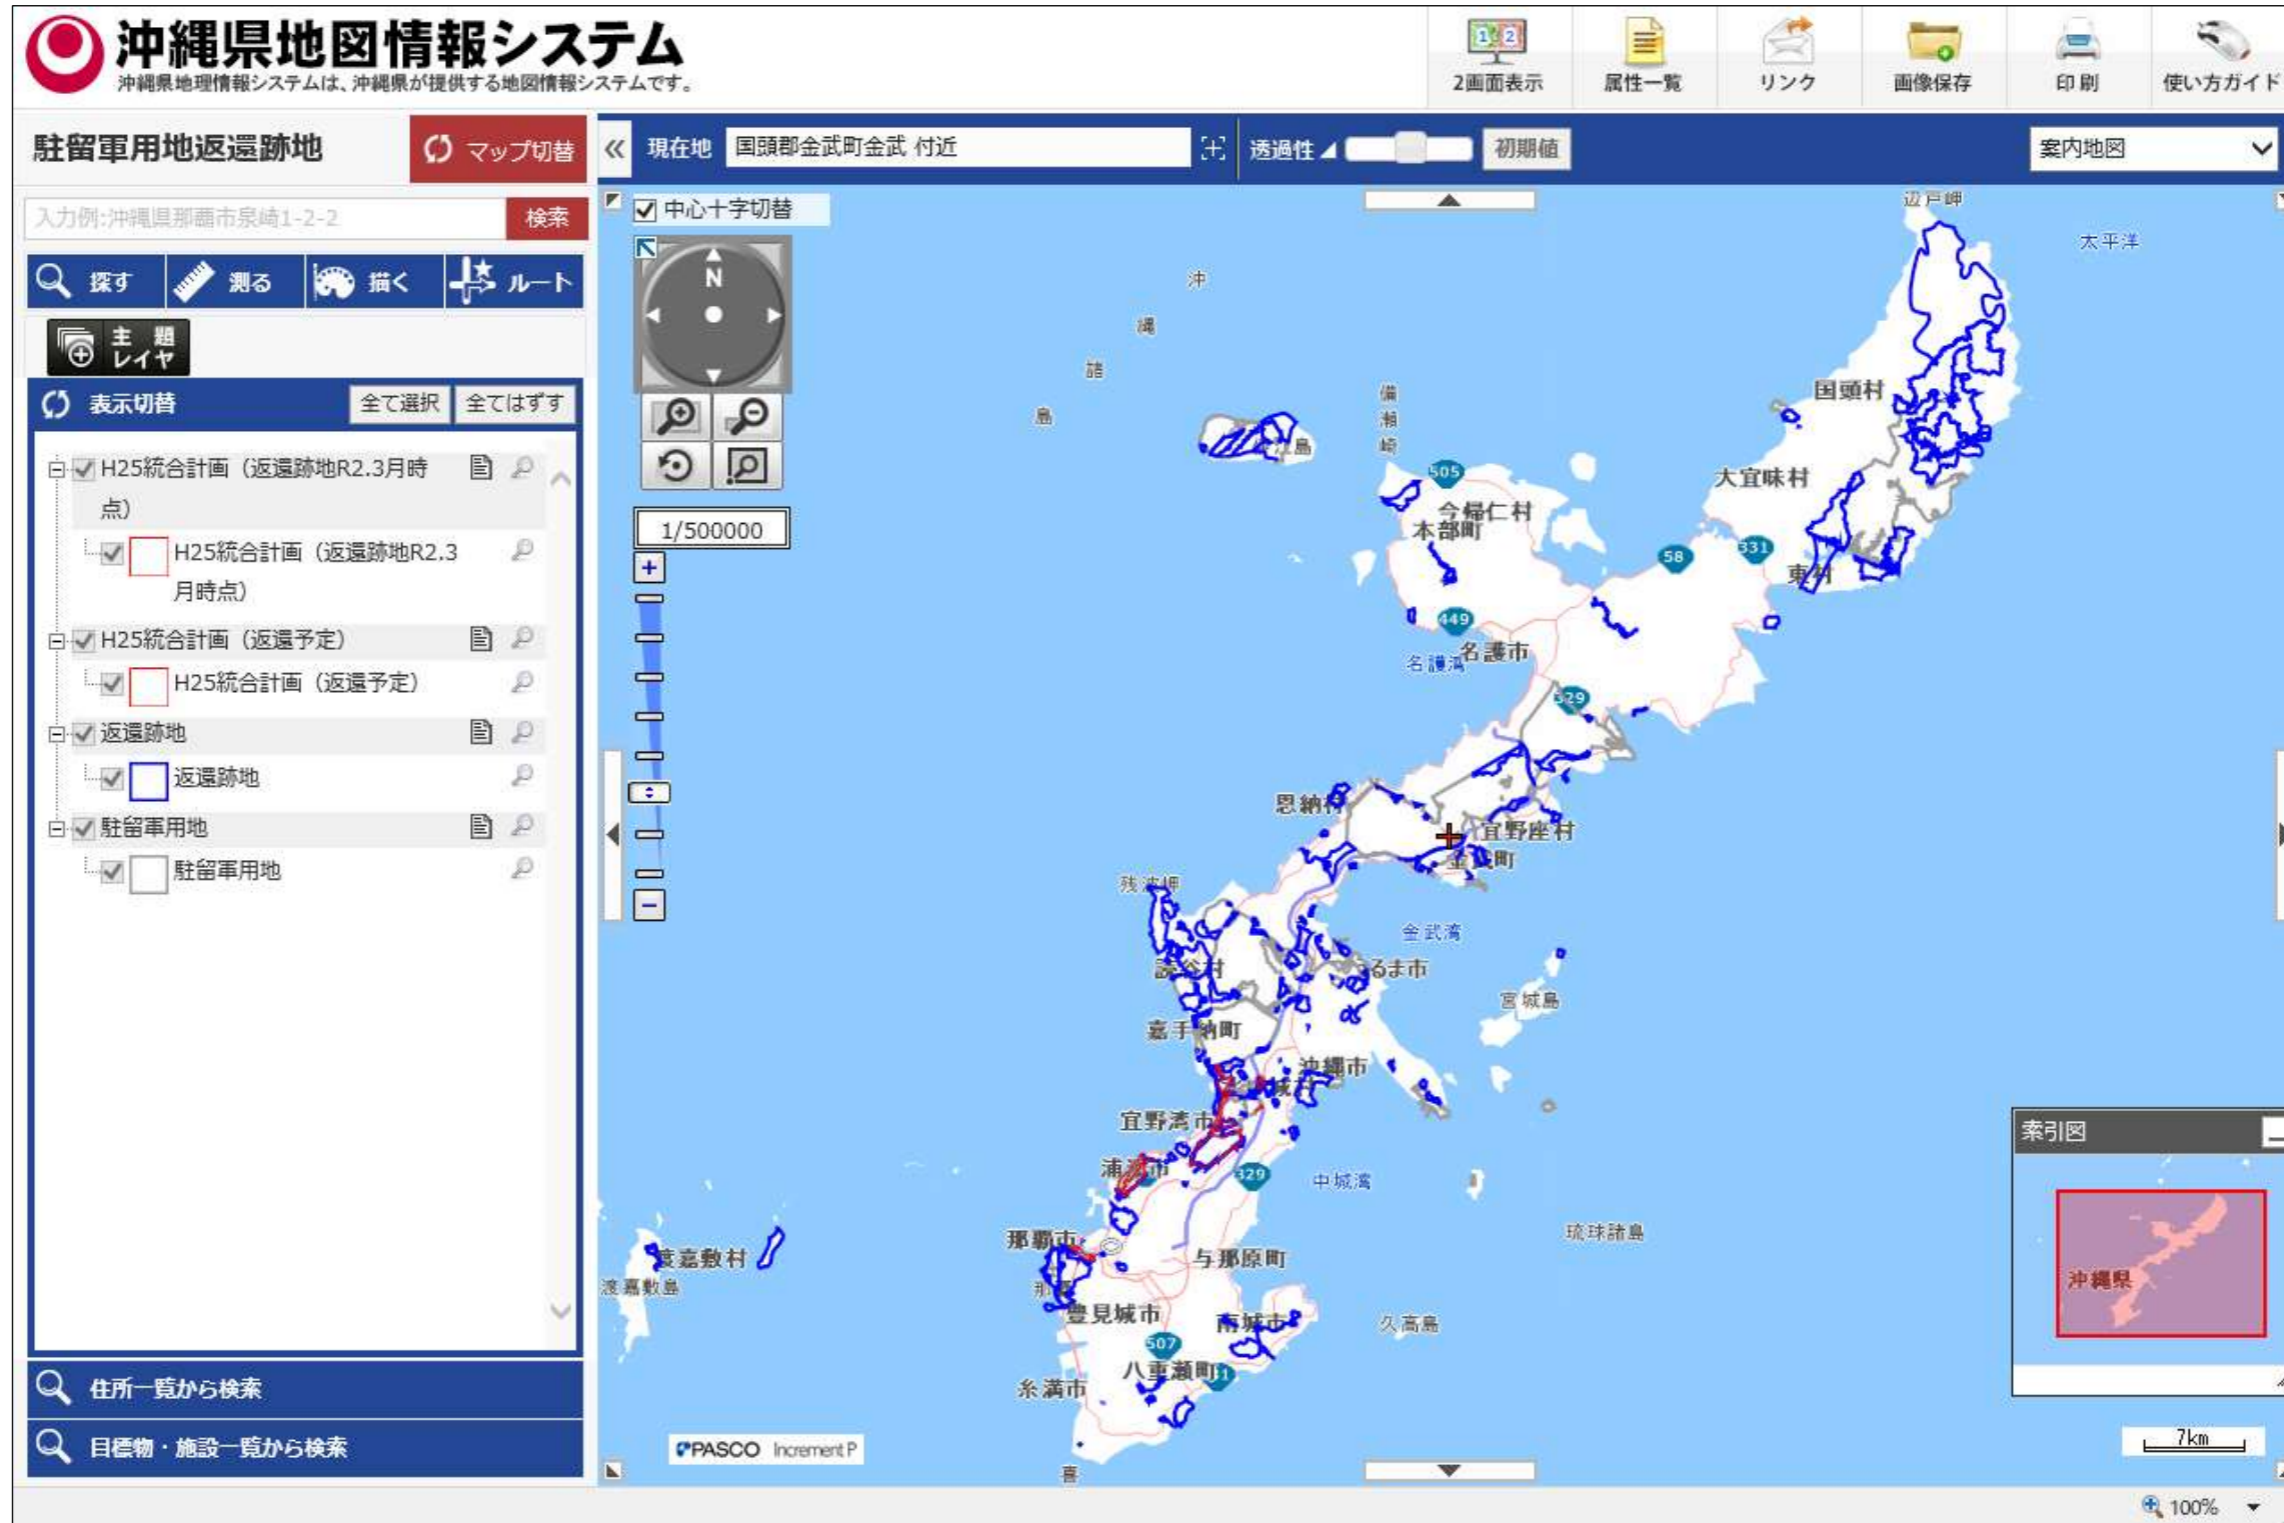 沖縄県地図情報システム
沖縄県地理情報システムは、沖縄県が提供する地図情報システムです。
2画面表示
属性一覧
リンク
画像保存
印刷
使い方ガイド
駐留軍用地返還跡地
マップ切替
現在地
国頭郡金武町金武 付近
透過性
初期値
案内地図
入力例:沖縄県那覇市泉崎1-2-2
検索
探す
測る
描く
ルート
主 題
レイヤ
表示切替
全て選択
全てはずす
H25統合計画（返還跡地R2.3月時
点）
H25統合計画（返還跡地R2.3
月時点）
H25統合計画（返還予定）
H25統合計画（返還予定）
返還跡地
返還跡地
駐留軍用地
駐留軍用地
住所一覧から検索
目標物・施設一覧から検索
中心十字切替
N
1/500000
辺戸岬
太平洋
沖
縄
諸
島
備
瀬
崎
国頭村
505
大宜味村
今帰仁村
本部町
58
331
東村
449
名護市
名護湾
329
恩納村
宜野座村
金武町
残波岬
金武湾
読谷村
るま市
宮城島
嘉手納町
沖縄市
宜野湾市
329
中城湾
琉球諸島
那覇市
渡嘉敷村
渡嘉敷島
与那原町
豊見城市
南城市
久高島
507
八重瀬町
糸満市
喜
PASCO Increment P
索引図
沖縄県
7km
100%